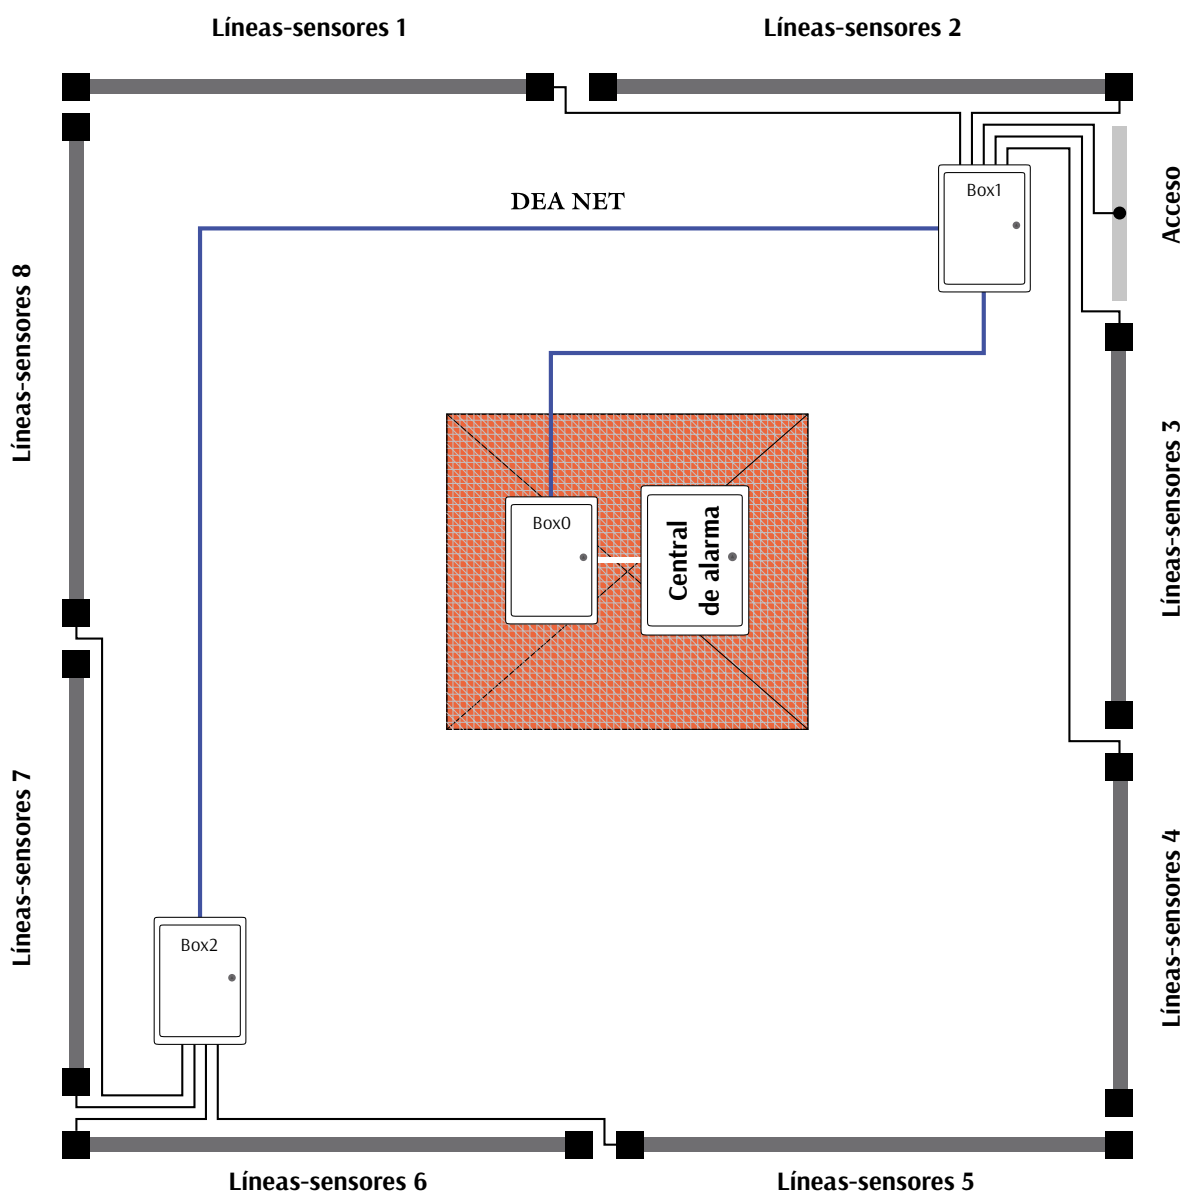 Líneas-sensores 1
Líneas-sensores 2
DEA NET
Box1
Acceso
Líneas-sensores 8
Líneas-sensores 3
Box0
Central
de alarma
Líneas-sensores 7
Líneas-sensores 4
Box2
Líneas-sensores 6
Líneas-sensores 5